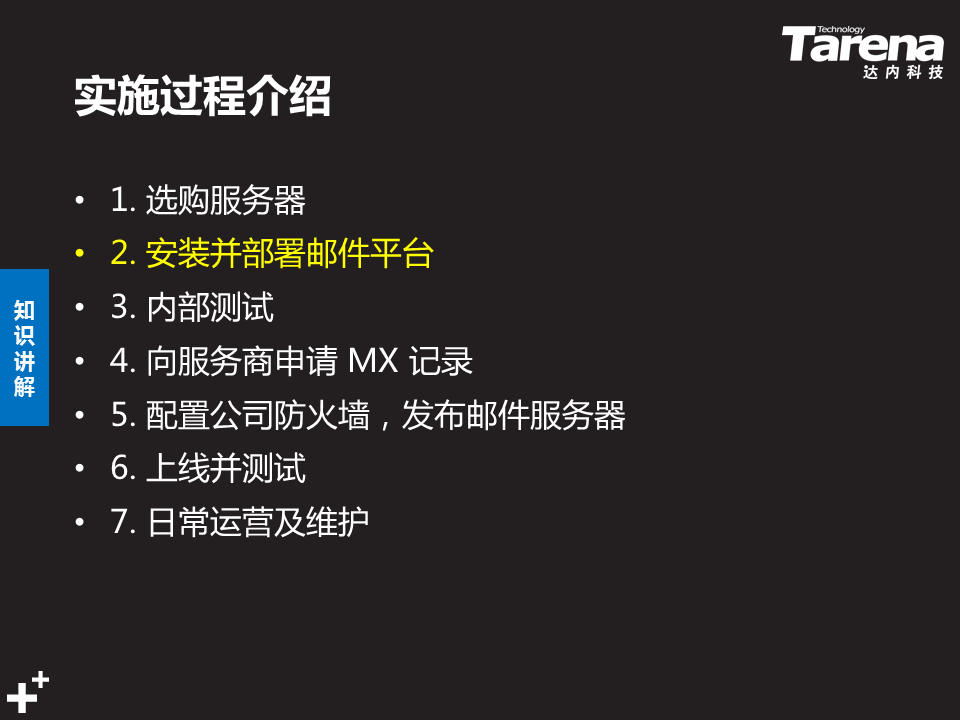 Technology
Tarena
达内科技
实施过程介绍
• 1. 选购服务器
• 2. 安装并部署邮件平台
• 3. 内部测试
• 4. 向服务商申请 MX 记录
• 5. 配置公司防火墙，发布邮件服务器
• 6. 上线并测试
• 7. 日常运营及维护
知识讲解